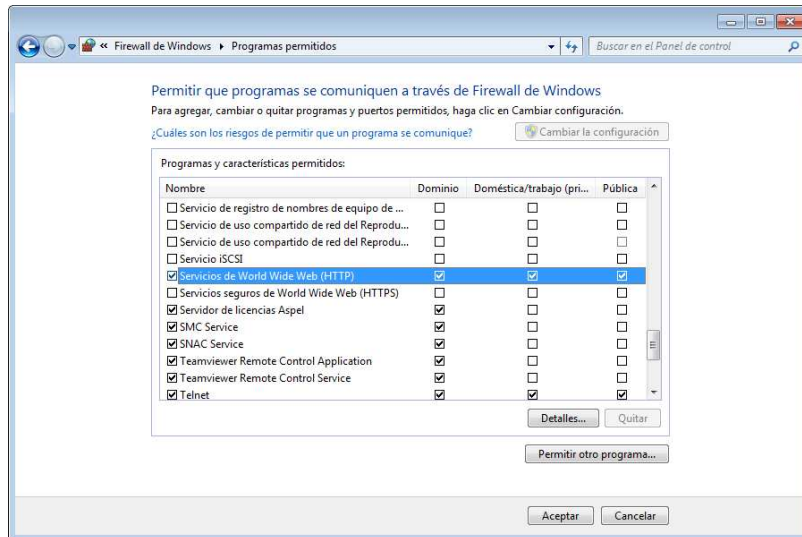 « Firewall de Windows ▸ Programas permitidos Buscar en el Panel de control
Permitir que programas se comuniquen a través de Firewall de Windows
Para agregar, cambiar o quitar programas y puertos permitidos, haga clic en Cambiar configuración.
¿Cuáles son los riesgos de permitir que un programa se comunique? Cambiar la configuración
Programas y características permitidos:
Nombre Dominio Doméstica/trabajo (pri... Pública
Servicio de registro de nombres de equipo de ...
Servicio de uso compartido de red del Reprodu...
Servicio de uso compartido de red del Reprodu...
Servicio iSCSI
Servicios de World Wide Web (HTTP)
Servicios seguros de World Wide Web (HTTPS)
Servidor de licencias Aspel
SMC Service
SNAC Service
Teamviewer Remote Control Application
Teamviewer Remote Control Service
Telnet
Detalles... Quitar
Permitir otro programa...
Aceptar Cancelar